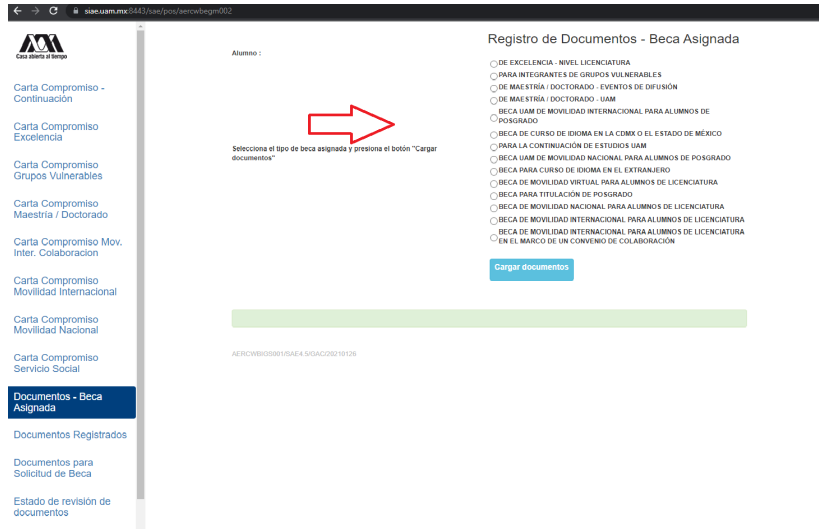 siae.uam.mx:8443/sae/pos/aercwbegm002
Casa abierta al tiempo
Carta Compromiso -
Continuación
Carta Compromiso
Excelencia
Carta Compromiso
Grupos Vulnerables
Carta Compromiso
Maestría / Doctorado
Carta Compromiso Mov.
Inter. Colaboracion
Carta Compromiso
Movilidad Internacional
Carta Compromiso
Movilidad Nacional
Carta Compromiso
Servicio Social
Documentos - Beca
Asignada
Documentos Registrados
Documentos para
Solicitud de Beca
Estado de revisión de
documentos
Registro de Documentos - Beca Asignada
Alumno :
Selecciona el tipo de beca asignada y presiona el botón "Cargar
documentos"
DE EXCELENCIA - NIVEL LICENCIATURA
PARA INTEGRANTES DE GRUPOS VULNERABLES
DE MAESTRÍA / DOCTORADO - EVENTOS DE DIFUSIÓN
DE MAESTRÍA / DOCTORADO - UAM
BECA UAM DE MOVILIDAD INTERNACIONAL PARA ALUMNOS DE
POSGRADO
BECA DE CURSO DE IDIOMA EN LA CDMX O EL ESTADO DE MÉXICO
PARA LA CONTINUACIÓN DE ESTUDIOS UAM
BECA UAM DE MOVILIDAD NACIONAL PARA ALUMNOS DE POSGRADO
BECA PARA CURSO DE IDIOMA EN EL EXTRANJERO
BECA DE MOVILIDAD VIRTUAL PARA ALUMNOS DE LICENCIATURA
BECA PARA TITULACIÓN DE POSGRADO
BECA DE MOVILIDAD NACIONAL PARA ALUMNOS DE LICENCIATURA
BECA DE MOVILIDAD INTERNACIONAL PARA ALUMNOS DE LICENCIATURA
BECA DE MOVILIDAD INTERNACIONAL PARA ALUMNOS DE LICENCIATURA
EN EL MARCO DE UN CONVENIO DE COLABORACIÓN
Cargar documentos
AERCWBIGS001/SAE4.5/GAC/20210126